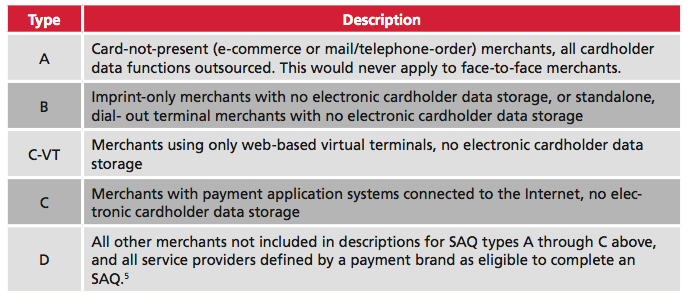 Type Description
A
Card-not-present (e-commerce or mail/telephone-order) merchants, all cardholder
data functions outsourced. This would never apply to face-to-face merchants.
B
Imprint-only merchants with no electronic cardholder data storage, or standalone,
dial- out terminal merchants with no electronic cardholder data storage
C-VT
Merchants using only web-based virtual terminals, no electronic cardholder data
storage
C
Merchants with payment application systems connected to the Internet, no elec-
tronic cardholder data storage
D
All other merchants not included in descriptions for SAQ types A through C above,
and all service providers defined by a payment brand as eligible to complete an
SAQ.⁵